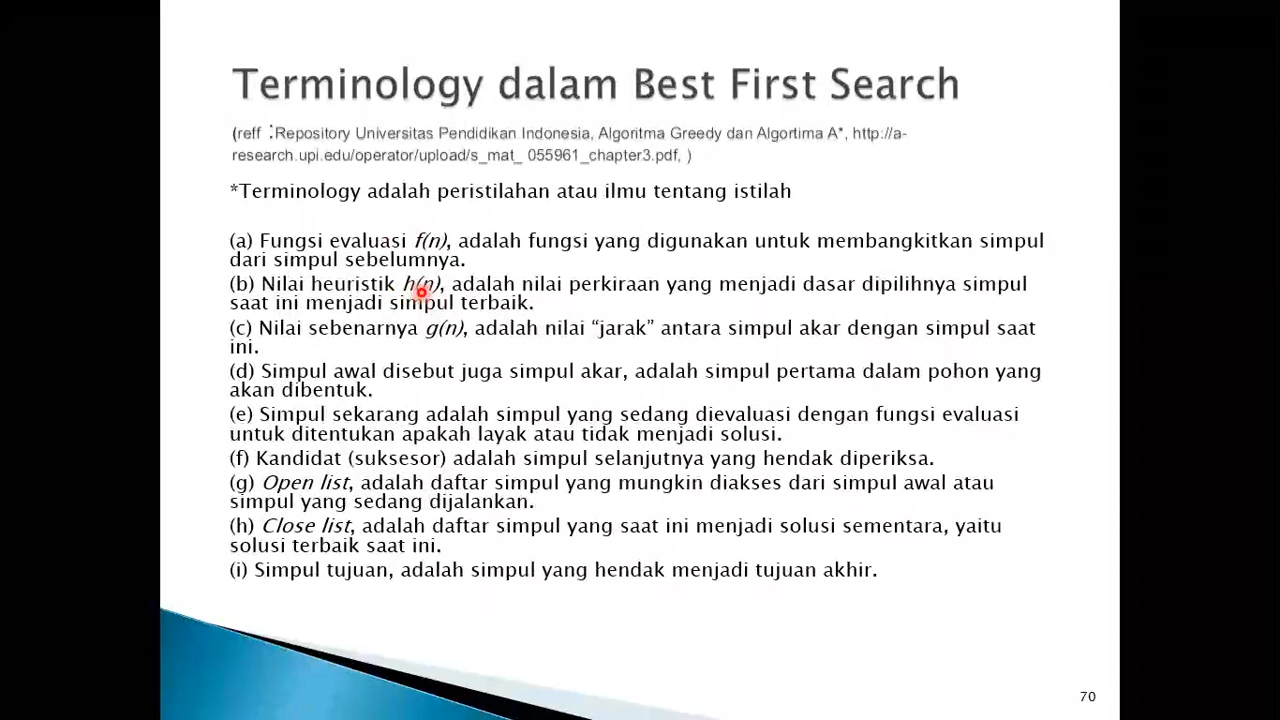 Terminology dalam Best First Search
(reff :Repository Universitas Pendidikan Indonesia, Algoritma Greedy dan Algortima A*, http://a-
research.upi.edu/operator/upload/s_mat_ 055961_chapter3.pdf, )
*Terminology adalah peristilahan atau ilmu tentang istilah
(a) Fungsi evaluasi f(n), adalah fungsi yang digunakan untuk membangkitkan simpul
dari simpul sebelumnya.
(b) Nilai heuristik h(n), adalah nilai perkiraan yang menjadi dasar dipilihnya simpul
saat ini menjadi simpul terbaik.
(c) Nilai sebenarnya g(n), adalah nilai “jarak” antara simpul akar dengan simpul saat
ini.
(d) Simpul awal disebut juga simpul akar, adalah simpul pertama dalam pohon yang
akan dibentuk.
(e) Simpul sekarang adalah simpul yang sedang dievaluasi dengan fungsi evaluasi
untuk ditentukan apakah layak atau tidak menjadi solusi.
(f) Kandidat (suksesor) adalah simpul selanjutnya yang hendak diperiksa.
(g) Open list, adalah daftar simpul yang mungkin diakses dari simpul awal atau
simpul yang sedang dijalankan.
(h) Close list, adalah daftar simpul yang saat ini menjadi solusi sementara, yaitu
solusi terbaik saat ini.
(i) Simpul tujuan, adalah simpul yang hendak menjadi tujuan akhir.
70